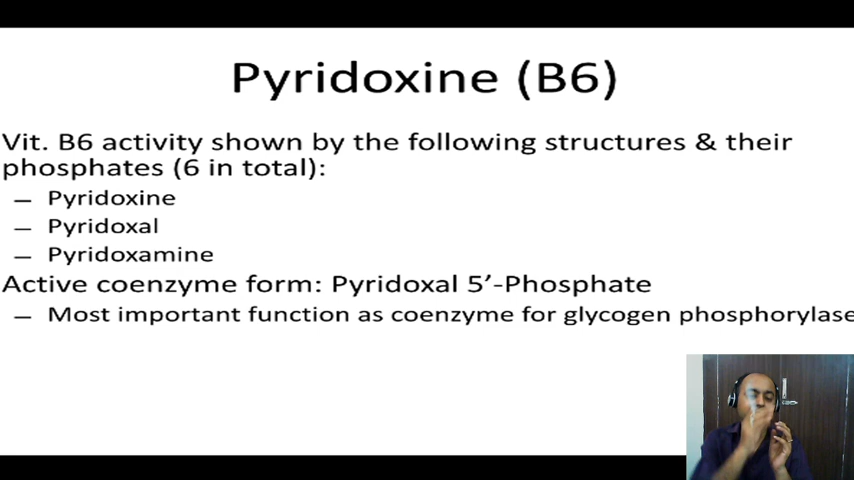 Pyridoxine (B6)
Vit. B6 activity shown by the following structures & their
phosphates (6 in total):
— Pyridoxine
— Pyridoxal
— Pyridoxamine
Active coenzyme form: Pyridoxal 5’-Phosphate
— Most important function as coenzyme for glycogen phosphorylase